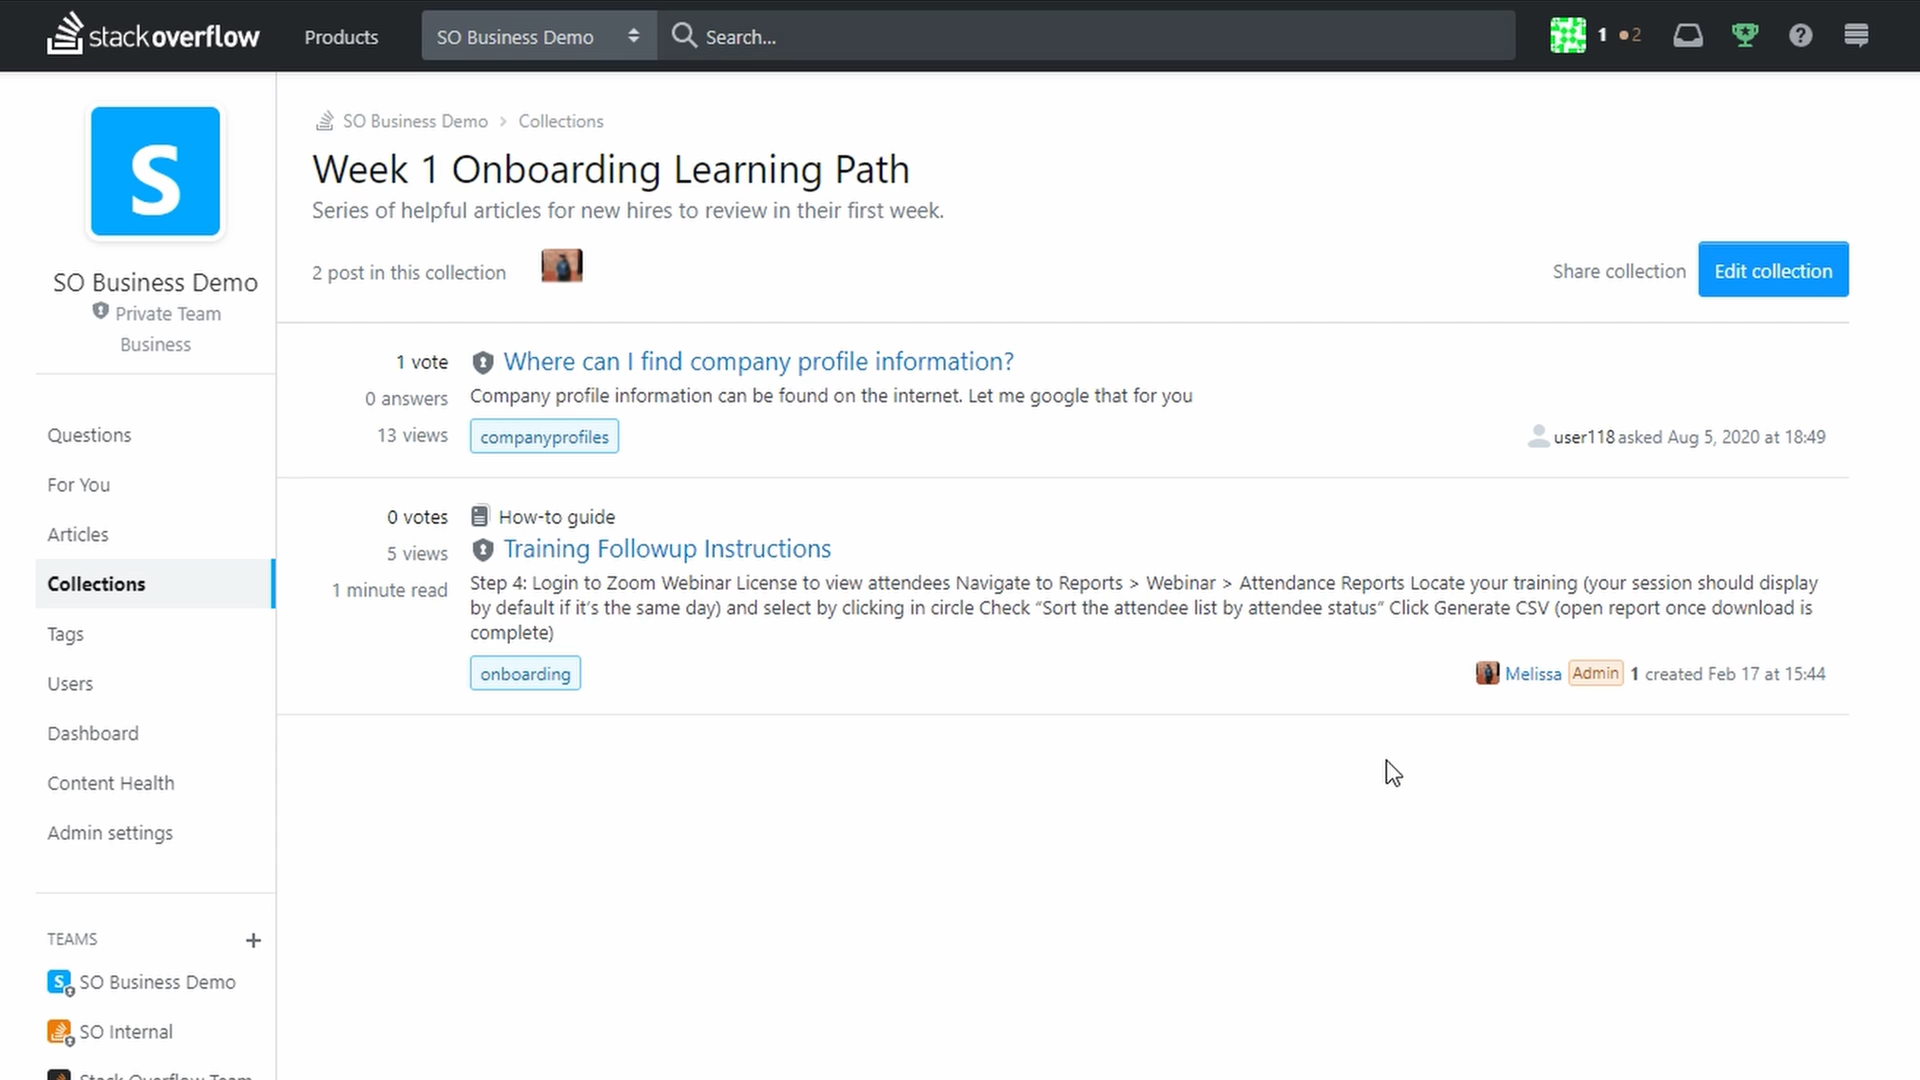 stackoverflow
Products
SO Business Demo
Search...
1
2
S
SO Business Demo
Private Team
Business
Questions
For You
Articles
Collections
Tags
Users
Dashboard
Content Health
Admin settings
TEAMS
S SO Business Demo
SO Internal
Stack Overflow Team
SO Business Demo > Collections
Week 1 Onboarding Learning Path
Series of helpful articles for new hires to review in their first week.
2 post in this collection
Share collection
Edit collection
1 vote
0 answers
13 views
Where can I find company profile information?
Company profile information can be found on the internet. Let me google that for you
companyprofiles
user118 asked Aug 5, 2020 at 18:49
0 votes
5 views
1 minute read
How-to guide
Training Followup Instructions
Step 4: Login to Zoom Webinar License to view attendees Navigate to Reports > Webinar > Attendance Reports Locate your training (your session should display
by default if it’s the same day) and select by clicking in circle Check “Sort the attendee list by attendee status” Click Generate CSV (open report once download is
complete)
onboarding
Melissa Admin 1 created Feb 17 at 15:44